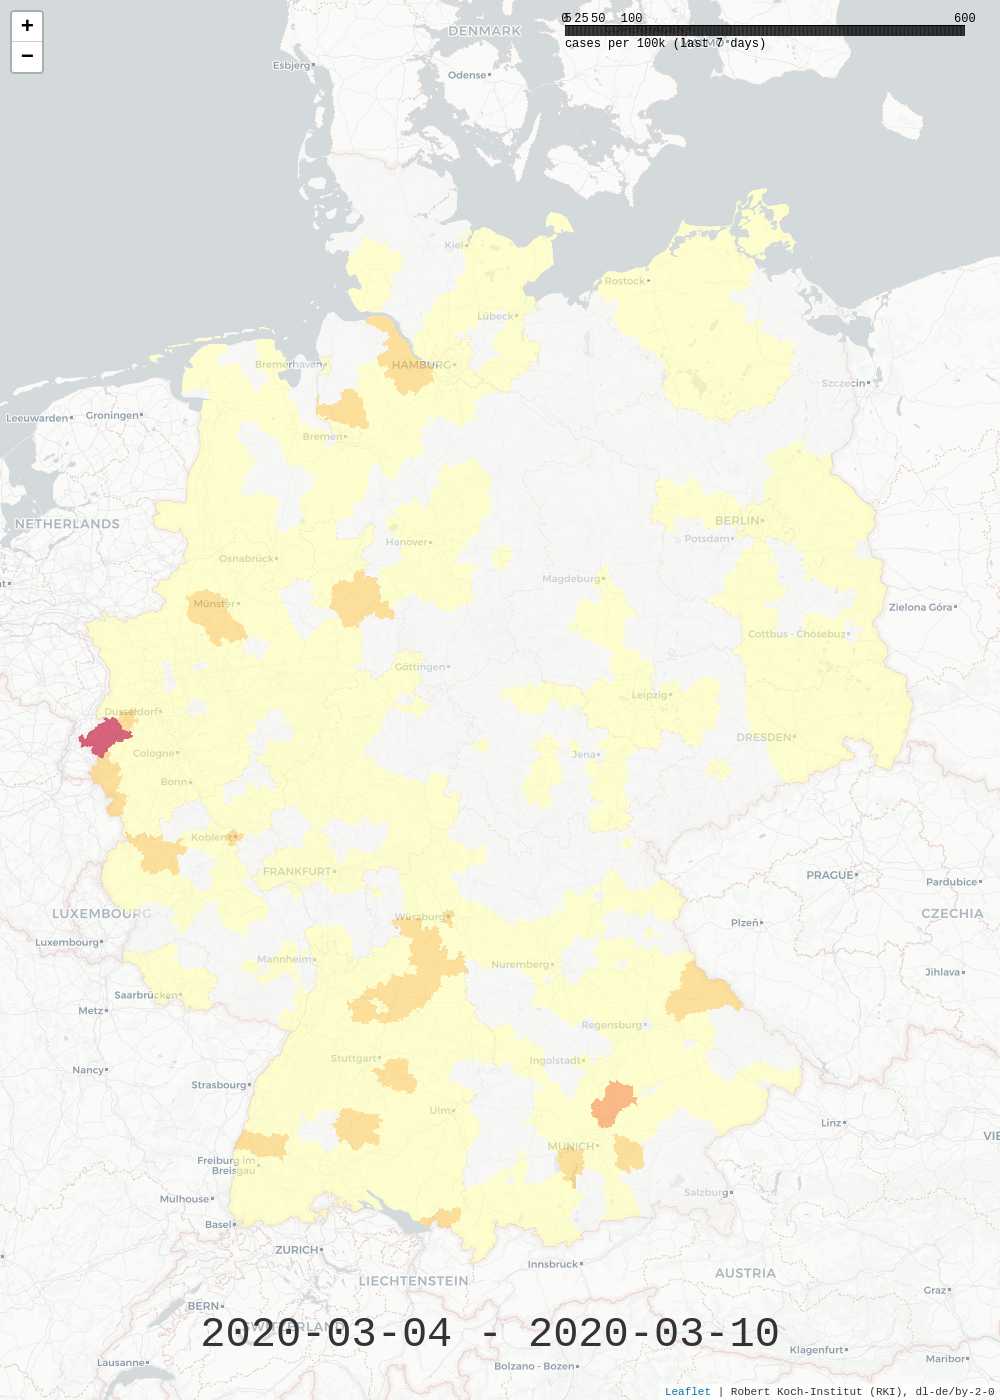 +
−
0 5 25 50 100 600
cases per 100k (last 7 days)
DENMARK
Esbjerg
Odense
Kiel
Rostock
Lübeck
Bremerhaven
HAMBURG
Szczecin
Leeuwarden
Groningen
Bremen
NETHERLANDS
BERLIN
Potsdam
Hanover
Osnabrück
Magdeburg
Münster
Zielona Góra
Cottbus - Chóśebuz
Göttingen
Leipzig
Dusseldorf
DRESDEN
Cologne
Jena
Bonn
Koblenz
FRANKFURT
PRAGUE
Pardubice
LUXEMBOURG
Würzburg
CZECHIA
Plzeň
Luxembourg
Mannheim
Nuremberg
Jihlava
Saarbrücken
Metz
Regensburg
Stuttgart
Ingolstadt
Nancy
Strasbourg
Ulm
Linz
VIE
MUNICH
Freiburg im
Breisgau
Mulhouse
Salzburg
Basel
ZURICH
Innsbruck
LIECHTENSTEIN
AUSTRIA
Graz
BERN
SWITZERLAND
2020-03-04 - 2020-03-10
Klagenfurt
Lausanne
Bolzano - Bozen
Maribor
Leaflet | Robert Koch-Institut (RKI), dl-de/by-2-0